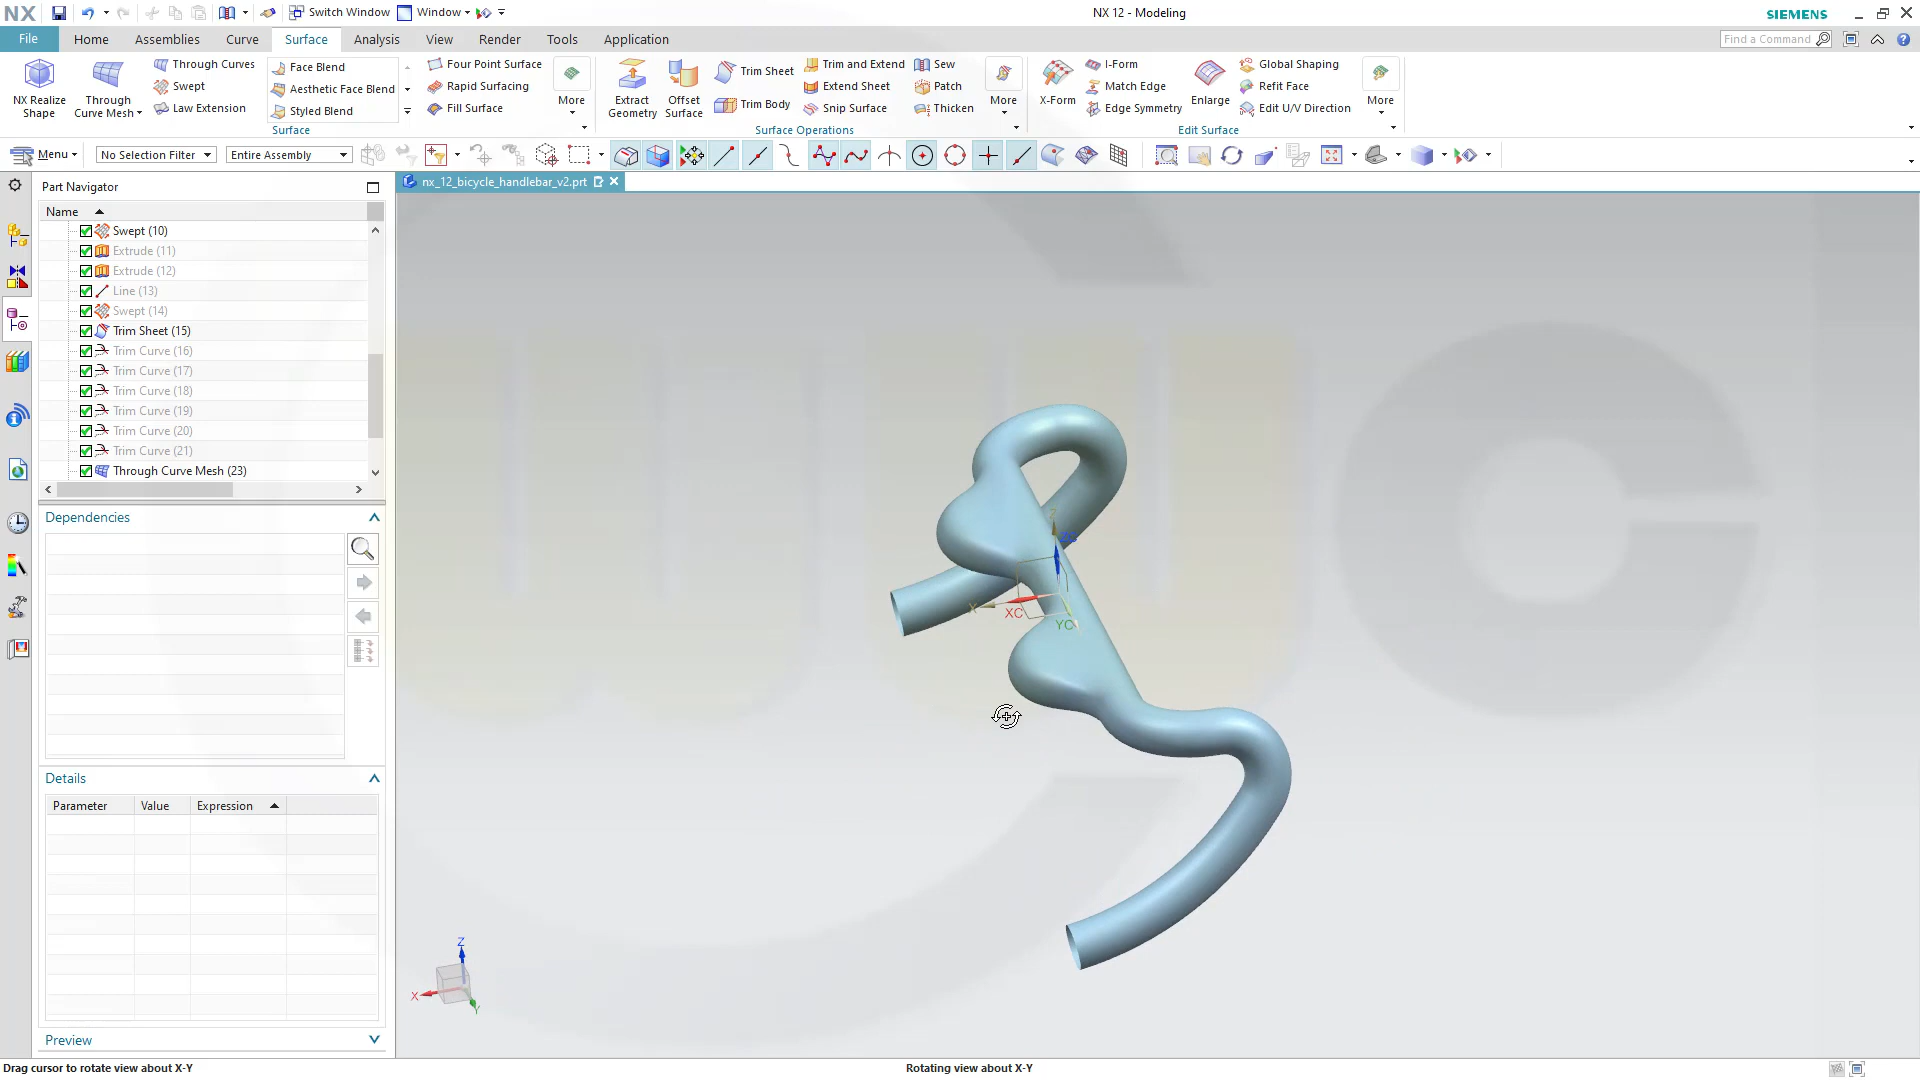 NX
Switch Window
Window
NX 12 - Modeling
SIEMENS
File
Home
Assemblies
Curve
Surface
Analysis
View
Render
Tools
Application
Find a Command
NX Realize Shape
Through Curve Mesh
Through Curves
Swept
Law Extension
Face Blend
Aesthetic Face Blend
Styled Blend
Four Point Surface
Rapid Surfacing
Fill Surface
More
Surface
Extract Geometry
Offset Surface
Trim Sheet
Trim Body
Trim and Extend
Extend Sheet
Snip Surface
Sew
Patch
Thicken
More
Surface Operations
X-Form
I-Form
Match Edge
Edge Symmetry
Enlarge
Global Shaping
Refit Face
Edit U/V Direction
More
Edit Surface
Menu
No Selection Filter
Entire Assembly
Part Navigator
nx_12_bicycle_handlebar_v2.prt
Name
Swept (10)
Extrude (11)
Extrude (12)
Line (13)
Swept (14)
Trim Sheet (15)
Trim Curve (16)
Trim Curve (17)
Trim Curve (18)
Trim Curve (19)
Trim Curve (20)
Trim Curve (21)
Through Curve Mesh (23)
Dependencies
Details
Parameter
Value
Expression
Preview
Z
X
XC
YC
Z
X
Y
Drag cursor to rotate view about X-Y
Rotating view about X-Y